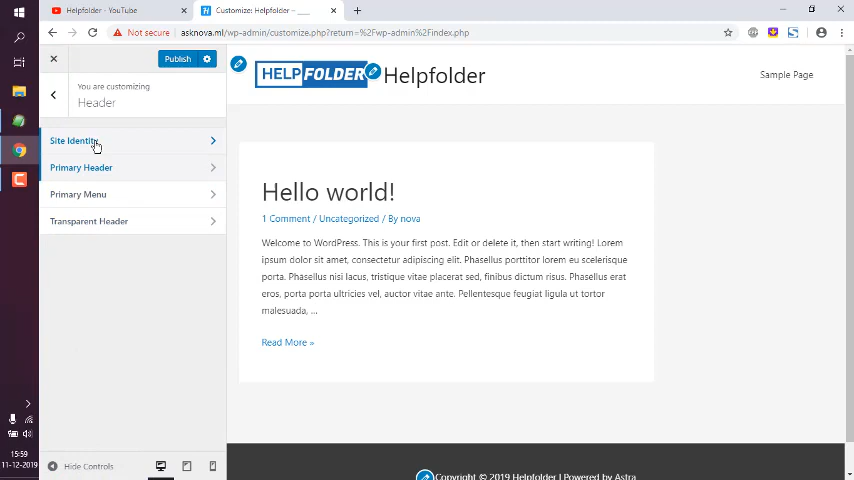 Helpfolder - YouTube
Customize: Helpfolder – ____
Not secure
asknova.ml/wp-admin/customize.php?return=%2Fwp-admin%2Findex.php
Publish
You are customizing
Header
Site Identity
Primary Header
Primary Menu
Transparent Header
HELPFOLDER
Helpfolder
Sample Page
Hello world!
1 Comment / Uncategorized / By nova
Welcome to WordPress. This is your first post. Edit or delete it, then start writing! Lorem
ipsum dolor sit amet, consectetur adipiscing elit. Phasellus porttitor lorem eu scelerisque
porta. Phasellus nisi lacus, tristique vitae placerat sed, finibus dictum risus. Phasellus erat
eros, porta porta ultricies vel, auctor vitae ante. Pellentesque feugiat ligula ut tortor
malesuada, …
Read More »
Copyright © 2019 Helpfolder | Powered by Astra
Hide Controls
15:59
11-12-2019